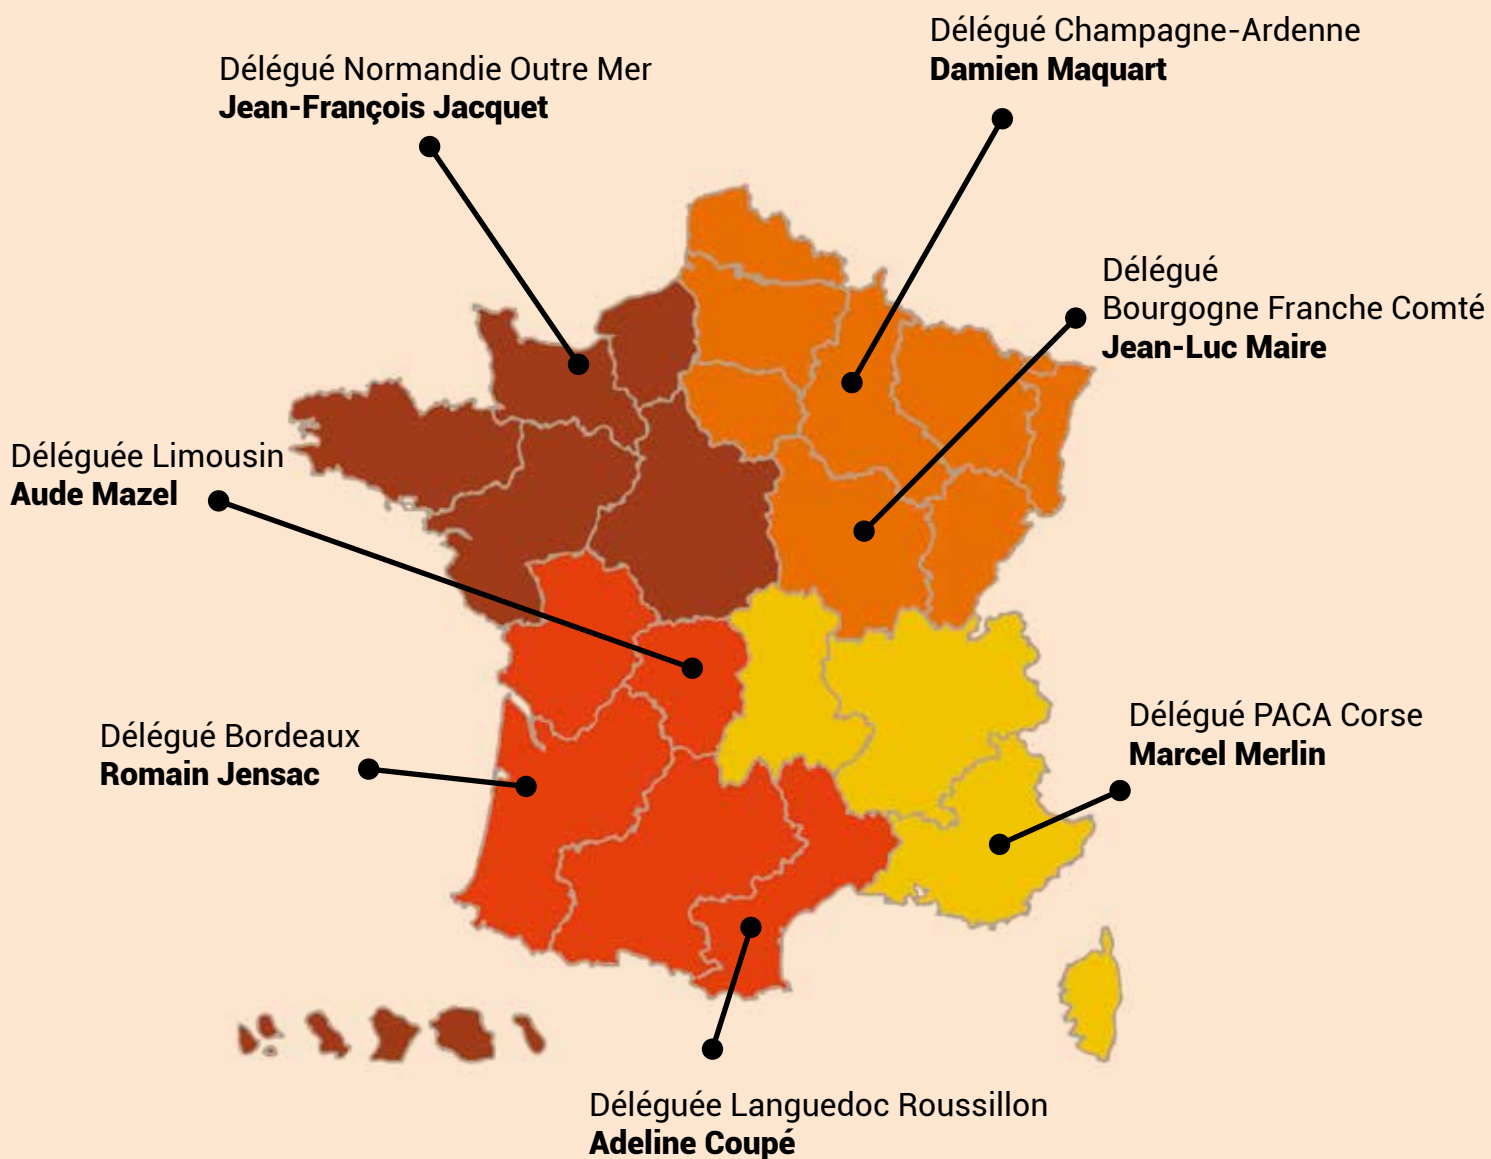 Délégué Champagne-Ardenne
Damien Maquart
Délégué Normandie Outre Mer
Jean-François Jacquet
Délégué
Bourgogne Franche Comté
Jean-Luc Maire
Déléguée Limousin
Aude Mazel
Délégué PACA Corse
Marcel Merlin
Délégué Bordeaux
Romain Jensac
Déléguée Languedoc Roussillon
Adeline Coupé